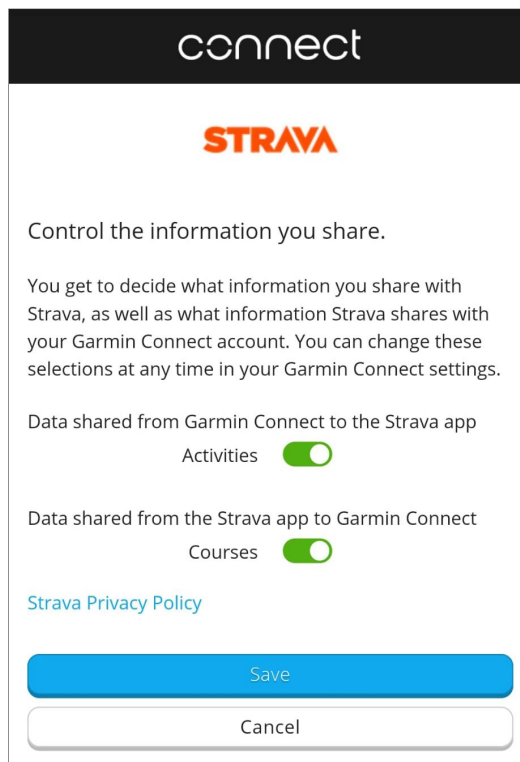 connect
STRAVA
Control the information you share.
You get to decide what information you share with
Strava, as well as what information Strava shares with
your Garmin Connect account. You can change these
selections at any time in your Garmin Connect settings.
Data shared from Garmin Connect to the Strava app
Activities
Data shared from the Strava app to Garmin Connect
Courses
Strava Privacy Policy
Save
Cancel